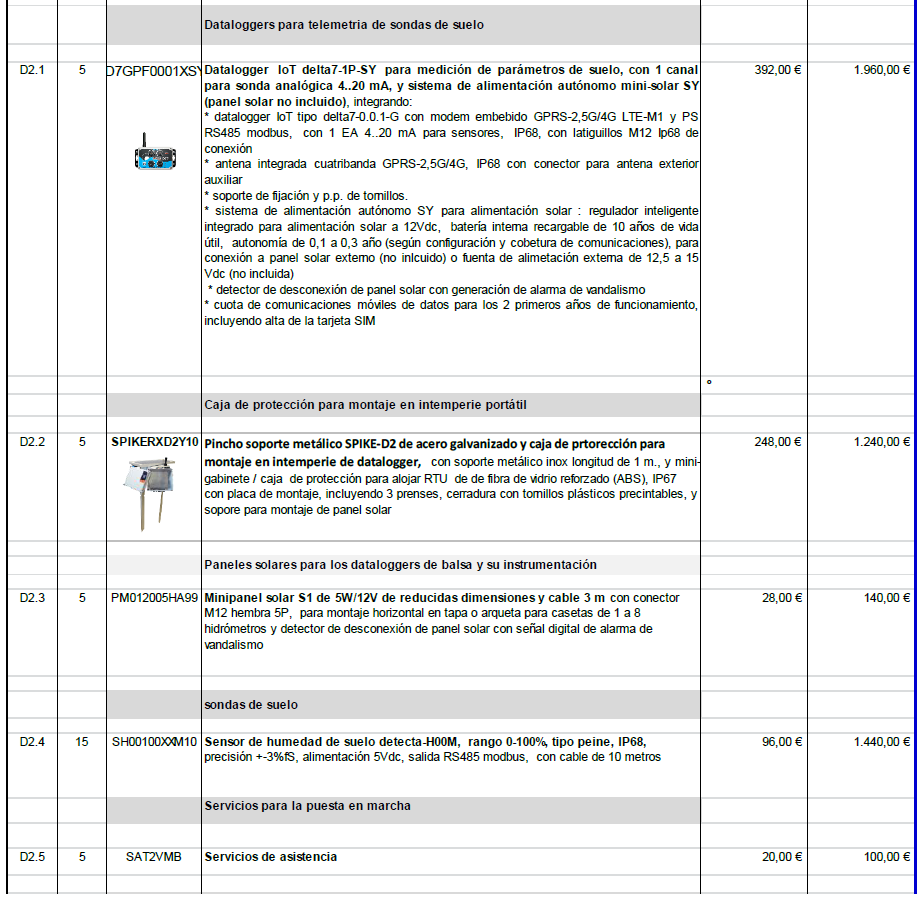 Dataloggers para telemetria de sondas de suelo
D2.1 5 D7GPF0001XSY Datalogger IoT delta7-1P-SY para medición de parámetros de suelo, con 1 canal 392,00 € 1.960,00 €
para sonda analógica 4..20 mA, y sistema de alimentación autónomo mini-solar SY
(panel solar no incluido), integrando:
* datalogger IoT tipo delta7-0.0.1-G con modem embebido GPRS-2,5G/4G LTE-M1 y PS
RS485 modbus, con 1 EA 4..20 mA para sensores, IP68, con latiguillos M12 Ip68 de
conexión
* antena integrada cuatribanda GPRS-2,5G/4G, IP68 con conector para antena exterior
auxiliar
* soporte de fijación y p.p. de tornillos.
* sistema de alimentación autónomo SY para alimentación solar : regulador inteligente
integrado para alimentación solar a 12Vdc, batería interna recargable de 10 años de vida
útil, autonomía de 0,1 a 0,3 año (según configuración y cobetura de comunicaciones), para
conexión a panel solar externo (no inlcuido) o fuenta de alimetación externa de 12,5 a 15
Vdc (no incluida)
* detector de desconexión de panel solar con generación de alarma de vandalismo
* cuota de comunicaciones móviles de datos para los 2 primeros años de funcionamiento,
incluyendo alta de la tarjeta SIM
º
Caja de protección para montaje en intemperie portátil
D2.2 5 SPIKERXD2Y10 Pincho soporte metálico SPIKE-D2 de acero galvanizado y caja de prtorección para 248,00 € 1.240,00 €
montaje en intemperie de datalogger, con soporte metálico inox longitud de 1 m., y mini-
gabinete / caja de protección para alojar RTU de de fibra de vidrio reforzado (ABS), IP67
con placa de montaje, incluyendo 3 prenses, cerradura con tornillos plásticos precintables, y
sopore para montaje de panel solar
Paneles solares para los dataloggers de balsa y su instrumentación
D2.3 5 PM012005HA99 Minipanel solar S1 de 5W/12V de reducidas dimensiones y cable 3 m con conector 28,00 € 140,00 €
M12 hembra 5P, para montaje horizontal en tapa o arqueta para casetas de 1 a 8
hidrómetros y detector de desconexión de panel solar con señal digital de alarma de
vandalismo
sondas de suelo
D2.4 15 SH00100XXM10 Sensor de humedad de suelo detecta-H00M, rango 0-100%, tipo peine, IP68, 96,00 € 1.440,00 €
precisión +-3%fS, alimentación 5Vdc, salida RS485 modbus, con cable de 10 metros
Servicios para la puesta en marcha
D2.5 5 SAT2VMB Servicios de asistencia 20,00 € 100,00 €